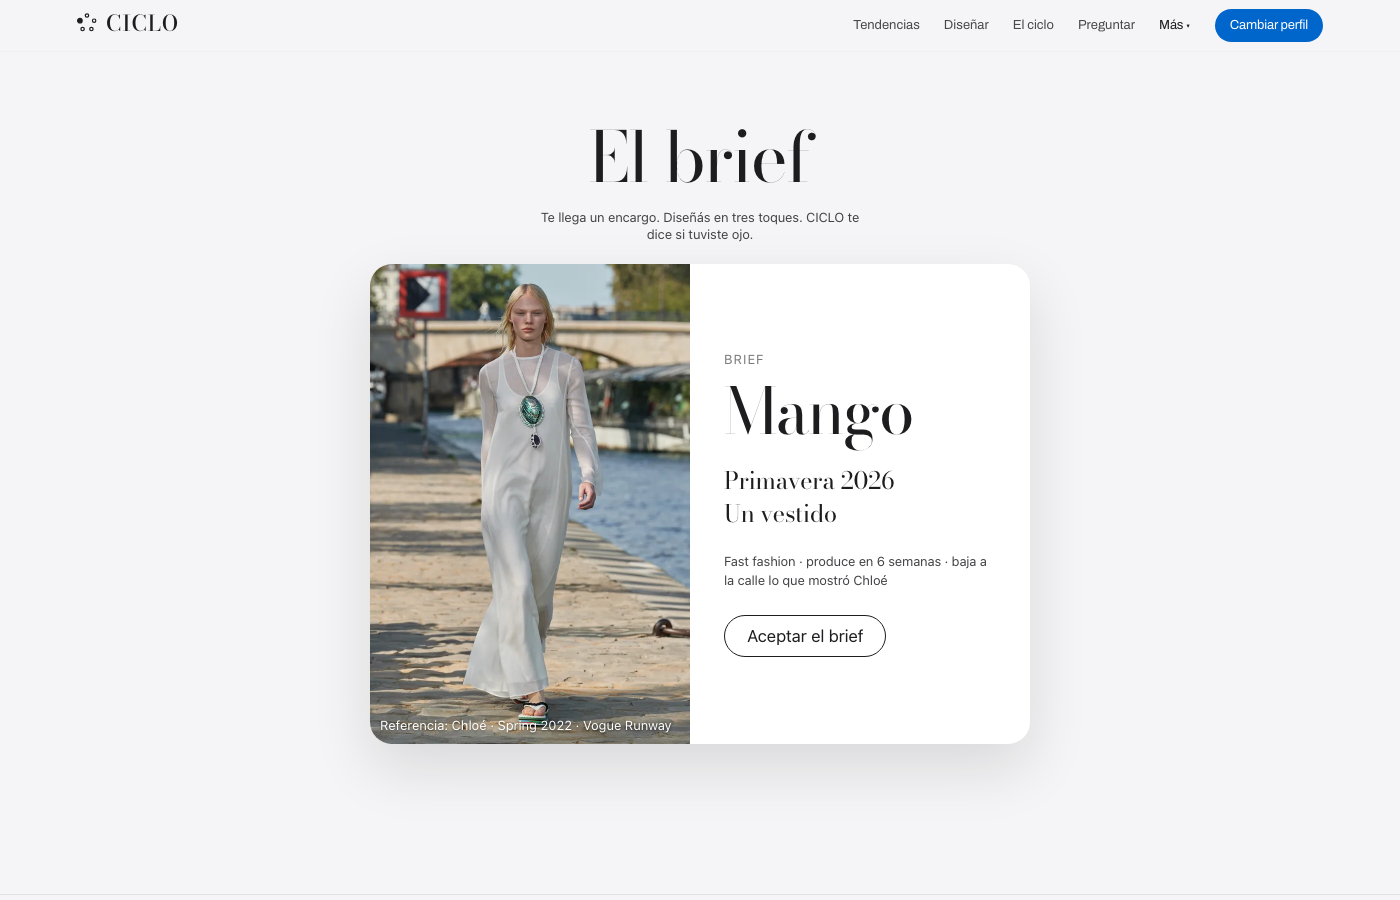 CICLO
Tendencias
Diseñar
El ciclo
Preguntar
Más
Cambiar perfil
El brief
Te llega un encargo. Diseñás en tres toques. CICLO te
dice si tuviste ojo.
Referencia: Chloé · Spring 2022 · Vogue Runway
BRIEF
Mango
Primavera 2026
Un vestido
Fast fashion · produce en 6 semanas · baja a
la calle lo que mostró Chloé
Aceptar el brief